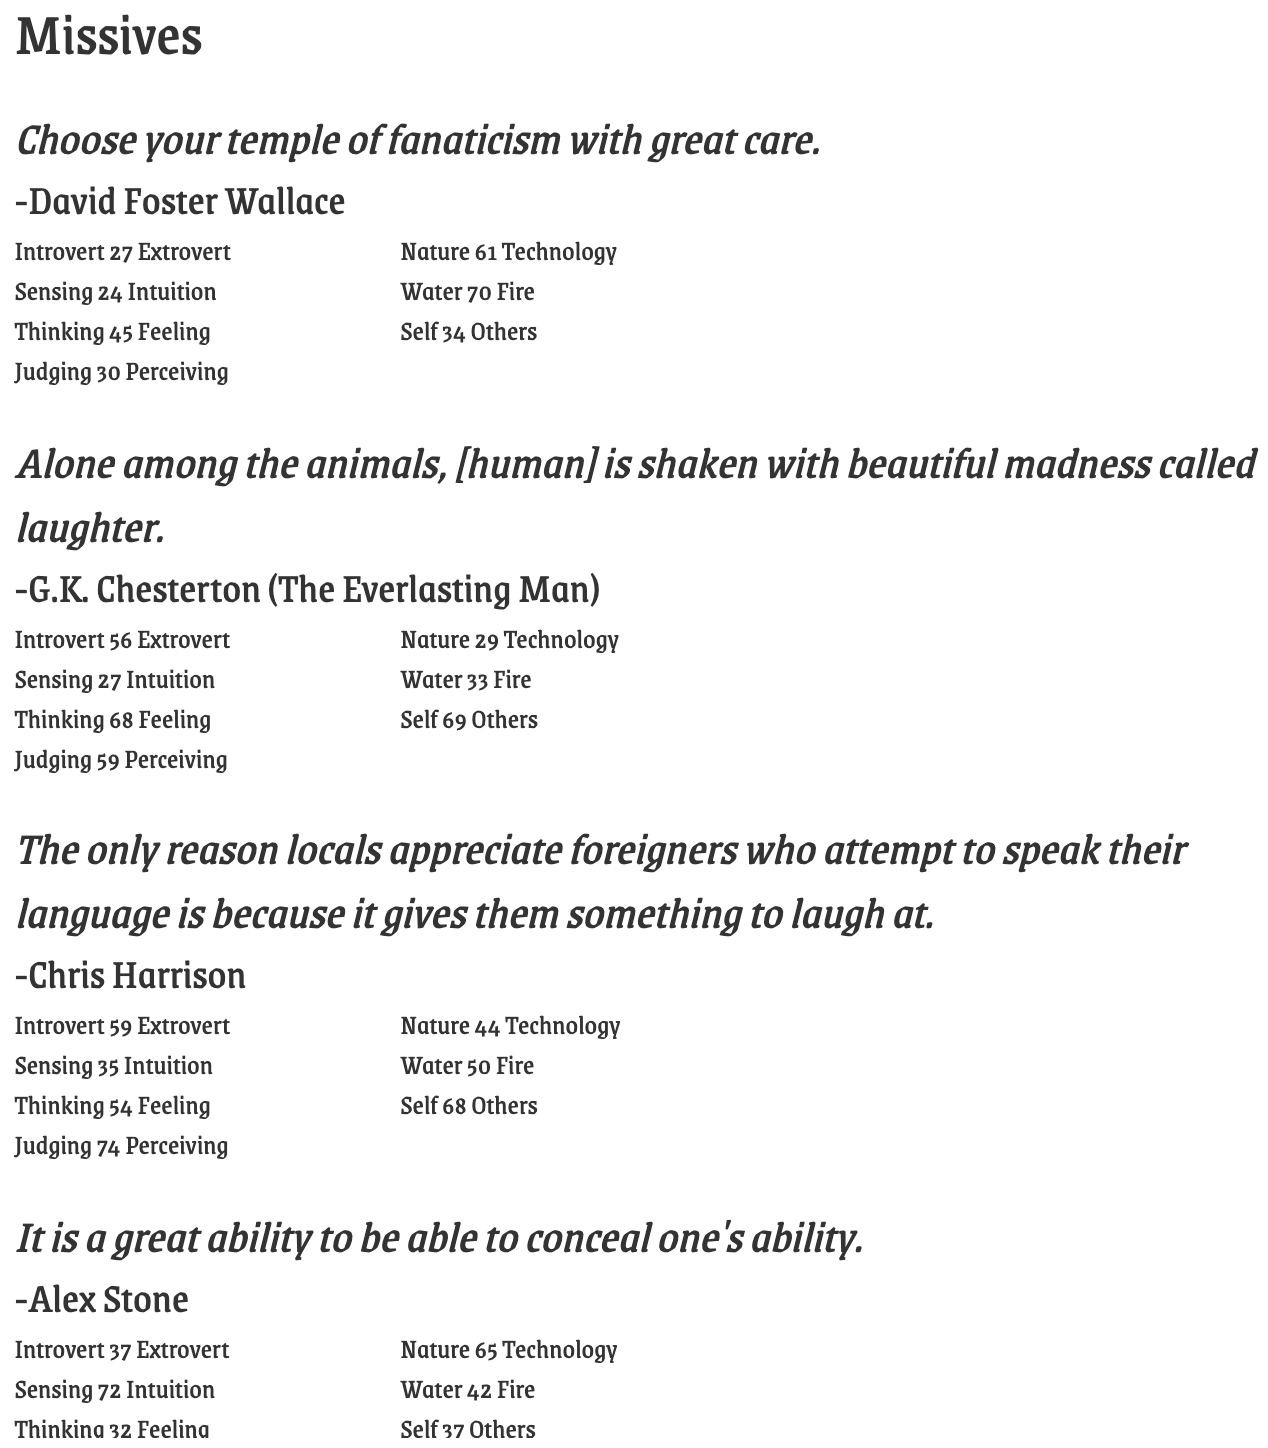 Missives
Choose your temple of fanaticism with great care.
-David Foster Wallace
Introvert 27 Extrovert
Sensing 24 Intuition
Thinking 45 Feeling
Judging 30 Perceiving
Nature 61 Technology
Water 70 Fire
Self 34 Others
Alone among the animals, [human] is shaken with beautiful madness called
laughter.
-G.K. Chesterton (The Everlasting Man)
Introvert 56 Extrovert
Sensing 27 Intuition
Thinking 68 Feeling
Judging 59 Perceiving
Nature 29 Technology
Water 33 Fire
Self 69 Others
The only reason locals appreciate foreigners who attempt to speak their
language is because it gives them something to laugh at.
-Chris Harrison
Introvert 59 Extrovert
Sensing 35 Intuition
Thinking 54 Feeling
Judging 74 Perceiving
Nature 44 Technology
Water 50 Fire
Self 68 Others
It is a great ability to be able to conceal one's ability.
-Alex Stone
Introvert 37 Extrovert
Sensing 72 Intuition
Thinking 32 Feeling
Nature 65 Technology
Water 42 Fire
Self 37 Others